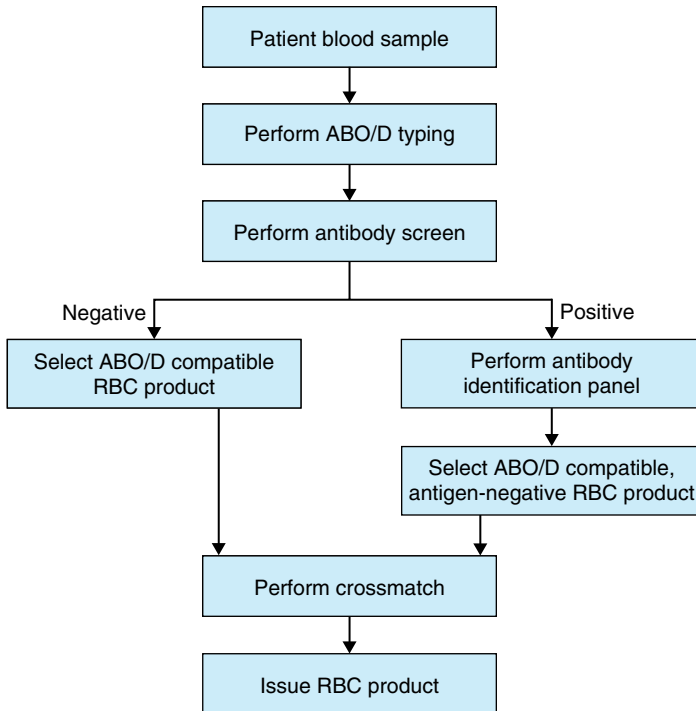 Patient blood sample
Perform ABO/D typing
Perform antibody screen
Negative
Positive
Select ABO/D compatible
RBC product
Perform antibody
identification panel
Select ABO/D compatible,
antigen-negative RBC product
Perform crossmatch
Issue RBC product